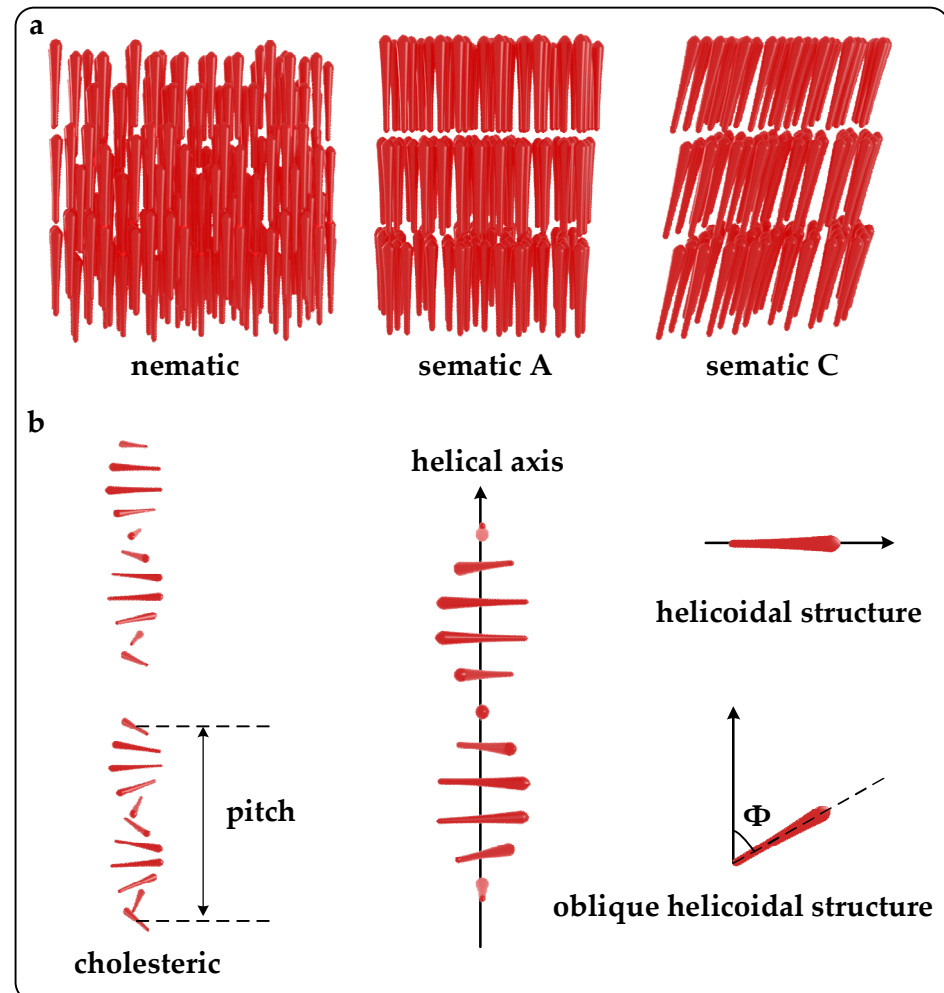 a
nematic
sematic A
sematic C
b
helical axis
helicoidal structure
pitch
Φ
oblique helicoidal structure
cholesteric